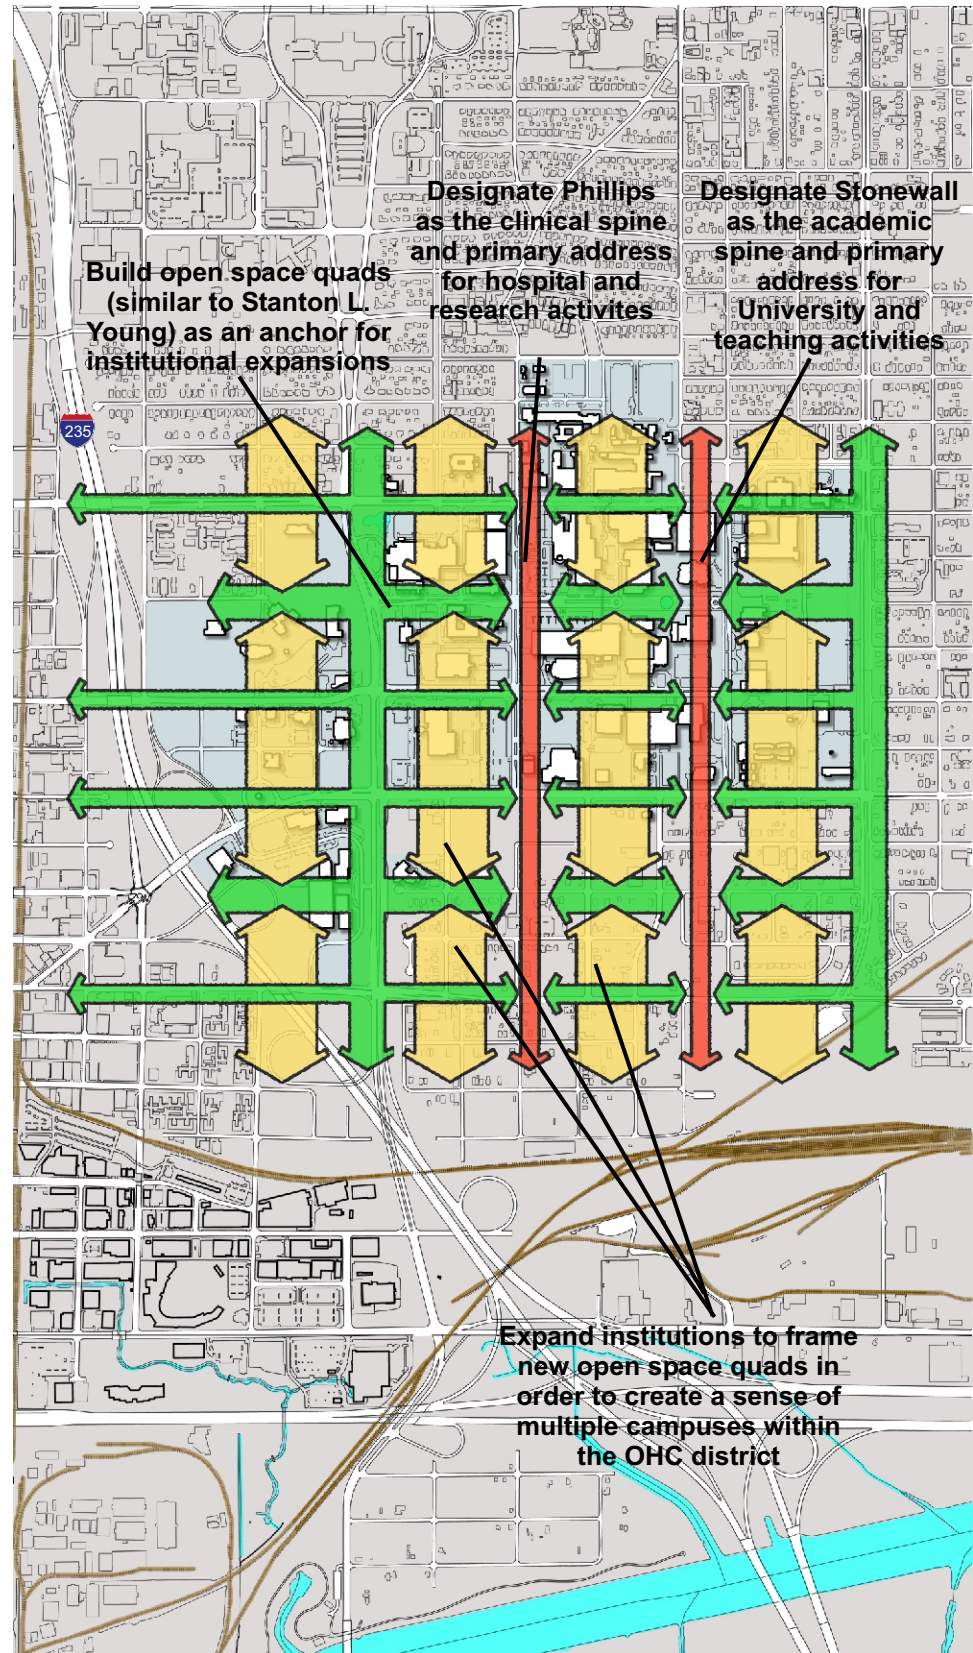 Designate Phillips
as the clinical spine
and primary address
for hospital and
research activites
Designate Stonewall
as the academic
spine and primary
address for
University and
teaching activities
Build open space quads
(similar to Stanton L.
Young) as an anchor for
institutional expansions
235
Expand institutions to frame
new open space quads in
order to create a sense of
multiple campuses within
the OHC district